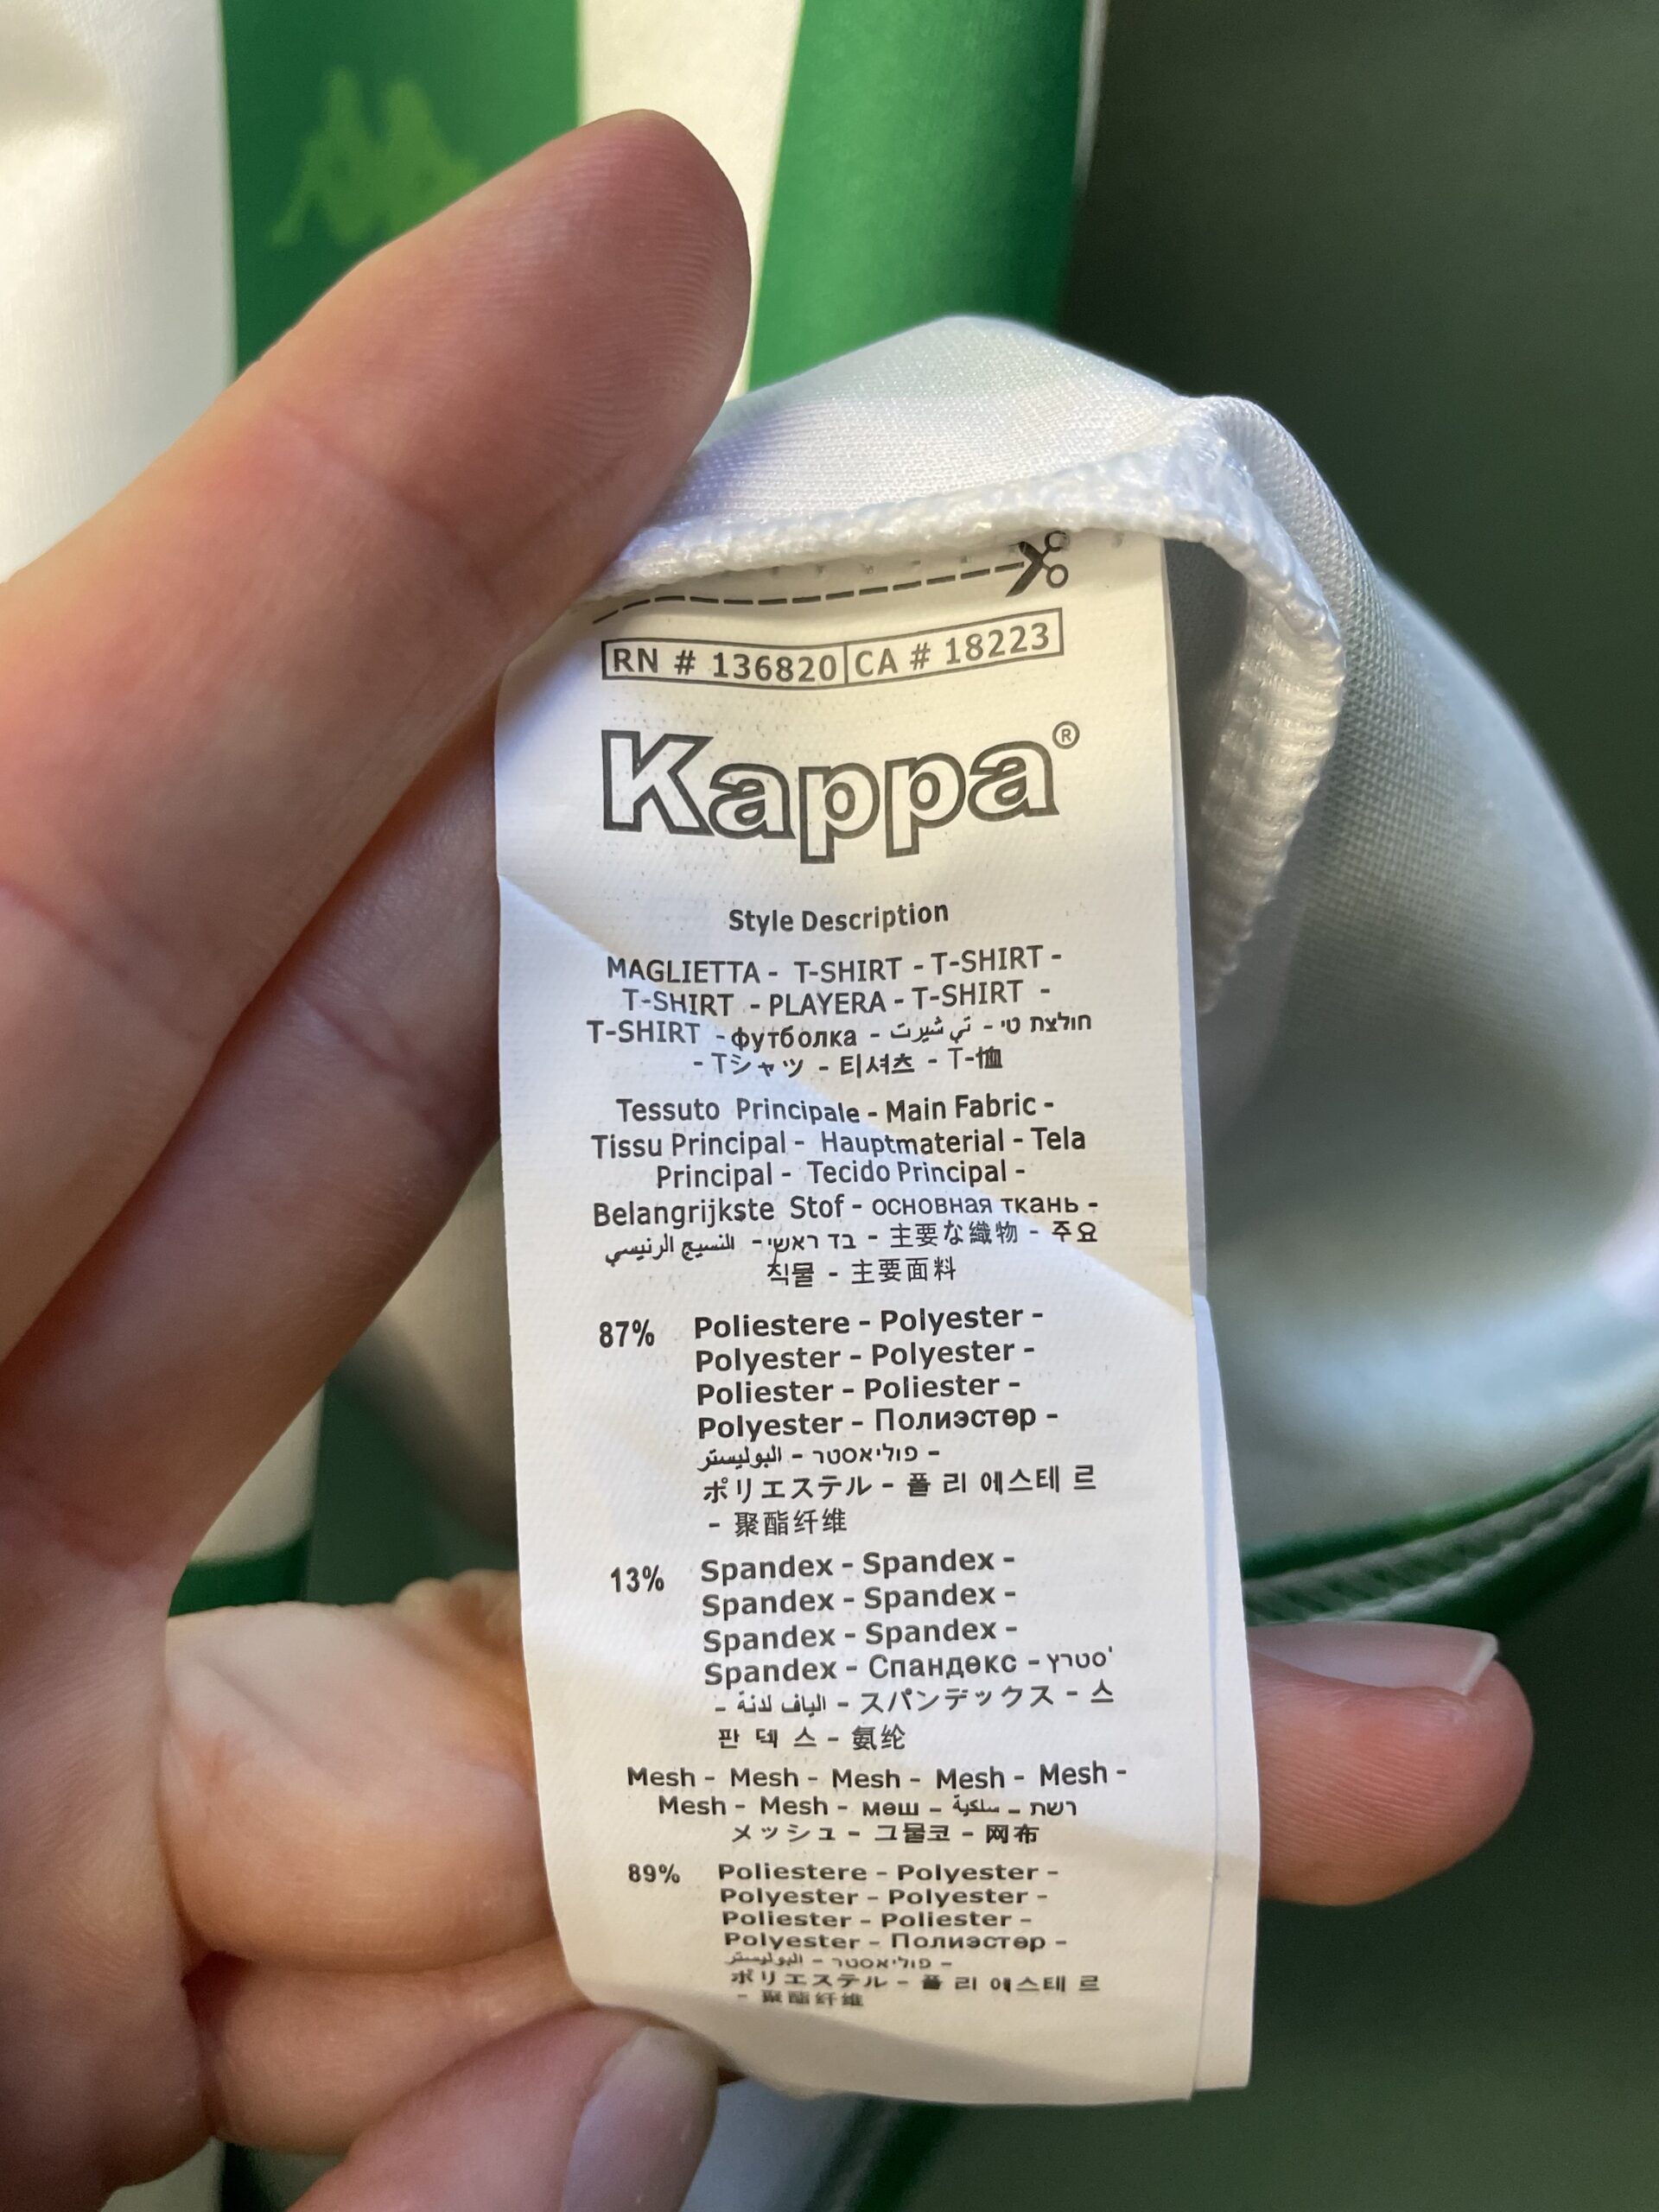 RN # 136820 CA # 18223
Kappa®
Style Description
MAGLIETTA - T-SHIRT - T-SHIRT -
T-SHIRT - PLAYERA - T-SHIRT -
T-SHIRT - футболка - تي شيرت - חולצת טי
- Tシャツ - 티셔츠 - T-恤
Tessuto Principale - Main Fabric -
Tissu Principal - Hauptmaterial - Tela
Principal - Tecido Principal -
Belangrijkste Stof - основная ткань -
النسيج الرئيسي - בד ראשי - 主要な織物 - 주요
직물 - 主要面料
87% Poliestere - Polyester -
Polyester - Polyester -
Poliester - Poliester -
Polyester - Полиэстер -
البوليستر - פוליאסטר -
ポリエステル - 폴 리 에스테 르
- 聚酯纤维
13% Spandex - Spandex -
Spandex - Spandex -
Spandex - Spandex -
Spandex - Спандекс - סטרץ'
- الياف لدنة - スパンデックス - 스
판 덱 스 - 氨纶
Mesh - Mesh - Mesh - Mesh - Mesh -
Mesh - Mesh - меш - سلكية - רשת
メッシュ - 그물코 - 网布
89% Poliestere - Polyester -
Polyester - Polyester -
Poliester - Poliester -
Polyester - Полиэстер -
البوليستر - פוליאסטר -
ポリエステル - 폴 리 에스테 르
- 聚酯纤维